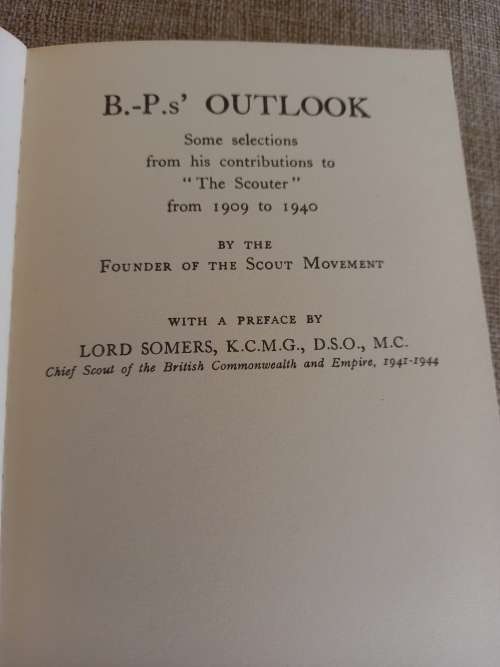 B.-P.s' OUTLOOK
Some selections
from his contributions to
"The Scouter"
from 1909 to 1940
BY THE
FOUNDER OF THE SCOUT MOVEMENT
WITH A PREFACE BY
LORD SOMERS, K.C.M.G., D.S.O., M.C.
Chief Scout of the British Commonwealth and Empire, 1941-1944